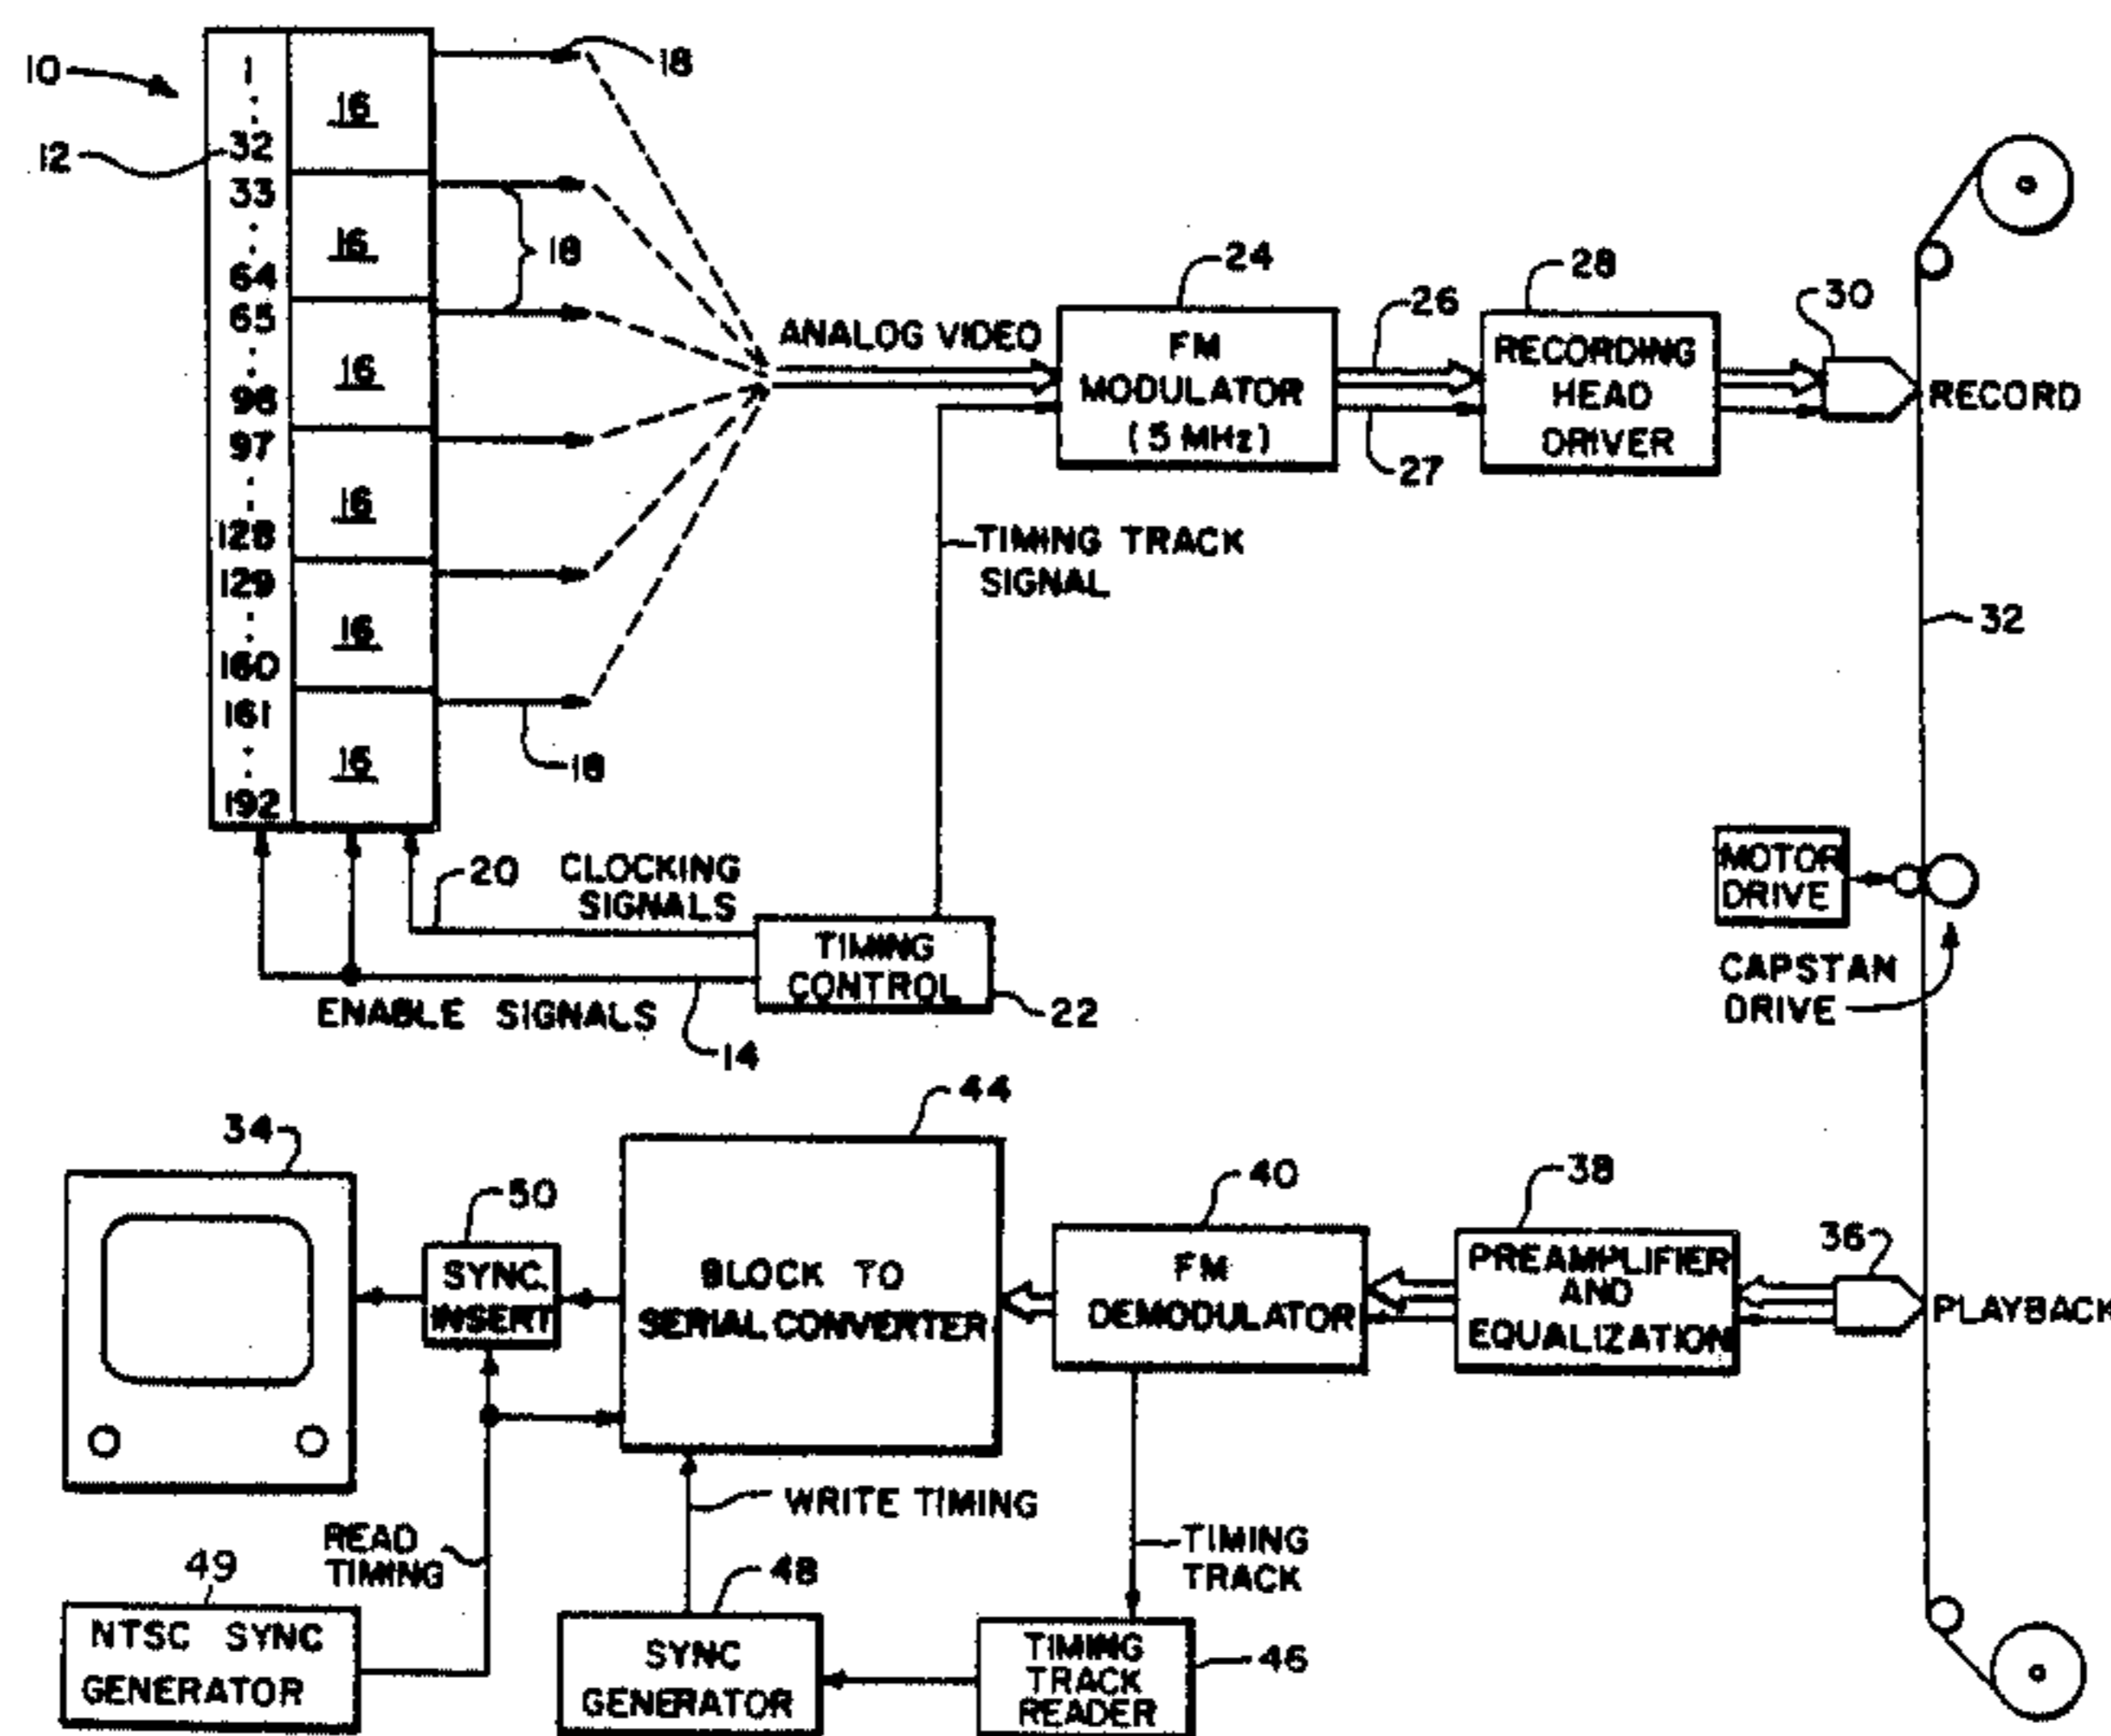 10
12
1
32
33
64
65
96
97
128
129
160
161
192
16
16
16
16
16
16
18
18
18
ANALOG VIDEO
24
FM
MODULATOR
(5 MHz)
26
27
28
RECORDING
HEAD
DRIVER
30
RECORD
TIMING TRACK
SIGNAL
32
20
CLOCKING
SIGNALS
TIMING
CONTROL
22
ENABLE SIGNALS
14
MOTOR
DRIVE
CAPSTAN
DRIVE
34
50
SYNC.
INSERT
44
BLOCK TO
SERIAL CONVERTER
40
FM
DEMODULATOR
38
PREAMPLIFIER
AND
EQUALIZATION
36
PLAYBACK
READ
TIMING
WRITE TIMING
TIMING
TRACK
49
NTSC SYNC
GENERATOR
48
SYNC
GENERATOR
TIMING
TRACK
READER
46